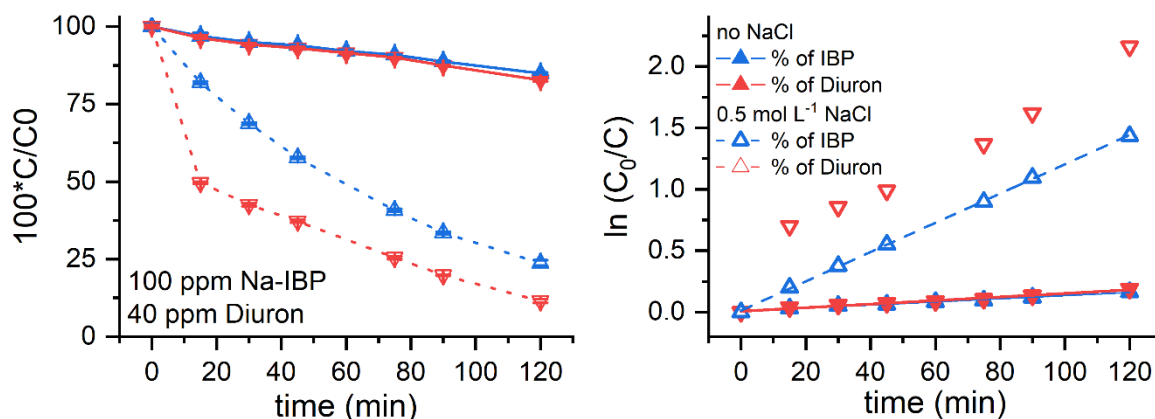 100
75
50
25
0
100*C/C0
100 ppm Na-IBP
40 ppm Diuron
0 20 40 60 80 100 120
time (min)
2.0
1.5
1.0
0.5
0.0
ln (C₀/C)
no NaCl
% of IBP
% of Diuron
0.5 mol L⁻¹ NaCl
% of IBP
% of Diuron
0 20 40 60 80 100 120
time (min)